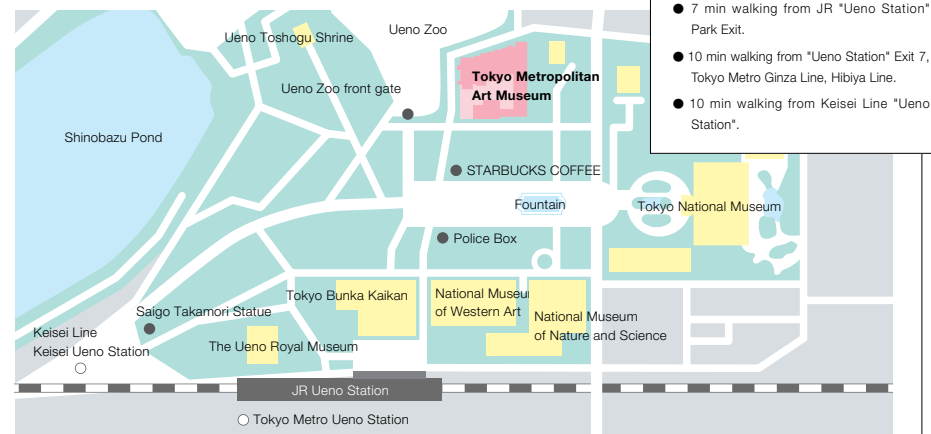 ● 7 min walking from JR "Ueno Station"
Park Exit.
● 10 min walking from "Ueno Station" Exit 7,
Tokyo Metro Ginza Line, Hibiya Line.
● 10 min walking from Keisei Line "Ueno
Station".
Ueno Zoo
Ueno Toshogu Shrine
Tokyo Metropolitan
Art Museum
Ueno Zoo front gate
Shinobazu Pond
STARBUCKS COFFEE
Fountain
Tokyo National Museum
Police Box
Tokyo Bunka Kaikan
National Museum
of Western Art
Saigo Takamori Statue
National Museum
of Nature and Science
Keisei Line
Keisei Ueno Station
The Ueno Royal Museum
JR Ueno Station
Tokyo Metro Ueno Station